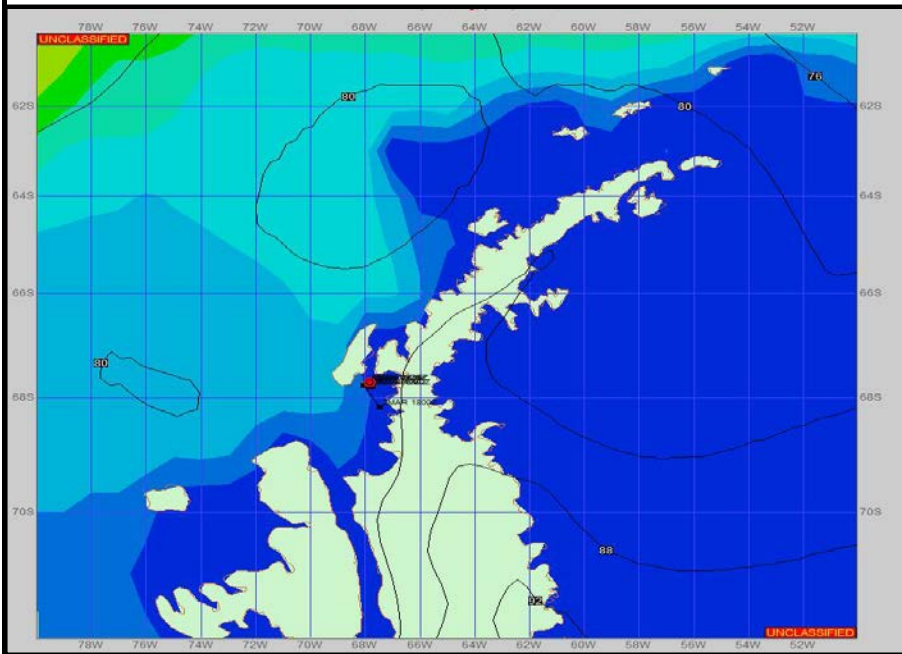 78W 76W 74W 72W 70W 68W 66W 64W 62W 60W 58W 56W 54W 52W
UNCLASSIFIED
76
80
80
62S 62S
64S 64S
66S 66S
80
MAR
68S 68S
70S 70S
88
92
UNCLASSIFIED
78W 76W 74W 72W 70W 68W 66W 64W 62W 60W 58W 56W 54W 52W